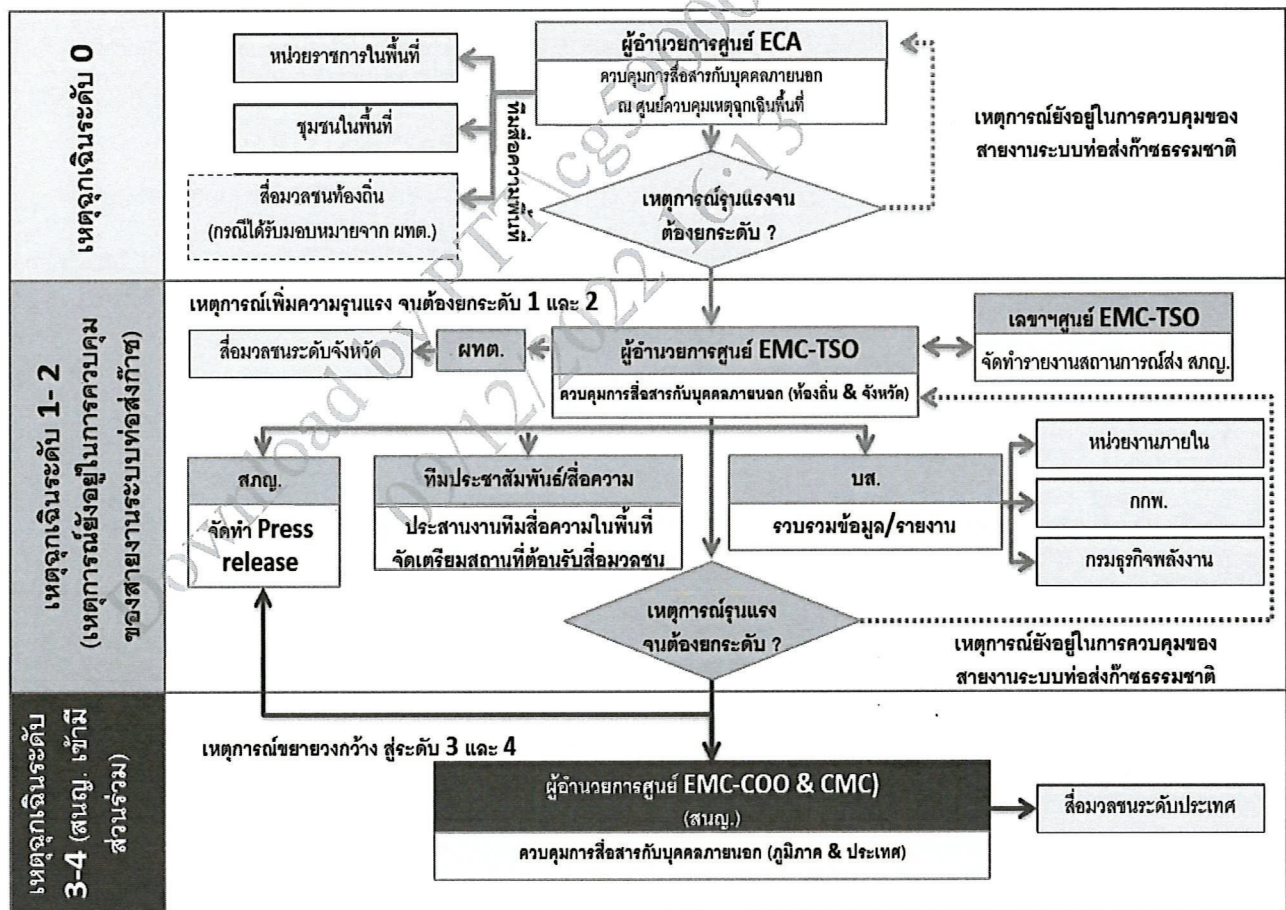 เหตุฉุกเฉินระดับ 0
ผู้อำนวยการศูนย์ ECA
ควบคุมการสื่อสารกับบุคคลภายนอก
ณ ศูนย์ควบคุมเหตุฉุกเฉินพื้นที่
หน่วยราชการในพื้นที่
ชุมชนในพื้นที่
สื่อมวลชนท้องถิ่น
(กรณีได้รับมอบหมายจาก ผทต.)
ทีมสื่อความพื้นที่
เหตุการณ์รุนแรงจน
ต้องยกระดับ ?
เหตุการณ์ยังอยู่ในการควบคุมของ
สายงานระบบท่อส่งก๊าซธรรมชาติ
เหตุฉุกเฉินระดับ 1- 2
(เหตุการณ์ยังอยู่ในการควบคุม
ของสายงานระบบท่อส่งก๊าซ)
เหตุการณ์เพิ่มความรุนแรง จนต้องยกระดับ 1 และ 2
สื่อมวลชนระดับจังหวัด
ผทต.
ผู้อำนวยการศูนย์ EMC-TSO
ควบคุมการสื่อสารกับบุคคลภายนอก (ท้องถิ่น & จังหวัด)
เลขาฯศูนย์ EMC-TSO
จัดทำรายงานสถานการณ์ส่ง สภญ.
สภญ.
จัดทำ Press
release
ทีมประชาสัมพันธ์/สื่อความ
ประสานงานทีมสื่อความในพื้นที่
จัดเตรียมสถานที่ต้อนรับสื่อมวลชน
บส.
รวบรวมข้อมูล/รายงาน
หน่วยงานภายใน
กกพ.
กรมธุรกิจพลังงาน
เหตุการณ์รุนแรง
จนต้องยกระดับ ?
เหตุการณ์ยังอยู่ในการควบคุมของ
สายงานระบบท่อส่งก๊าซธรรมชาติ
เหตุฉุกเฉินระดับ
3-4 (สนญ. เข้ามี
ส่วนร่วม)
เหตุการณ์ขยายวงกว้าง สู่ระดับ 3 และ 4
ผู้อำนวยการศูนย์ EMC-COO & CMC)
(สนญ.)
ควบคุมการสื่อสารกับบุคคลภายนอก (ภูมิภาค & ประเทศ)
สื่อมวลชนระดับประเทศ
Download by PTT\
09/12/2022 16:13